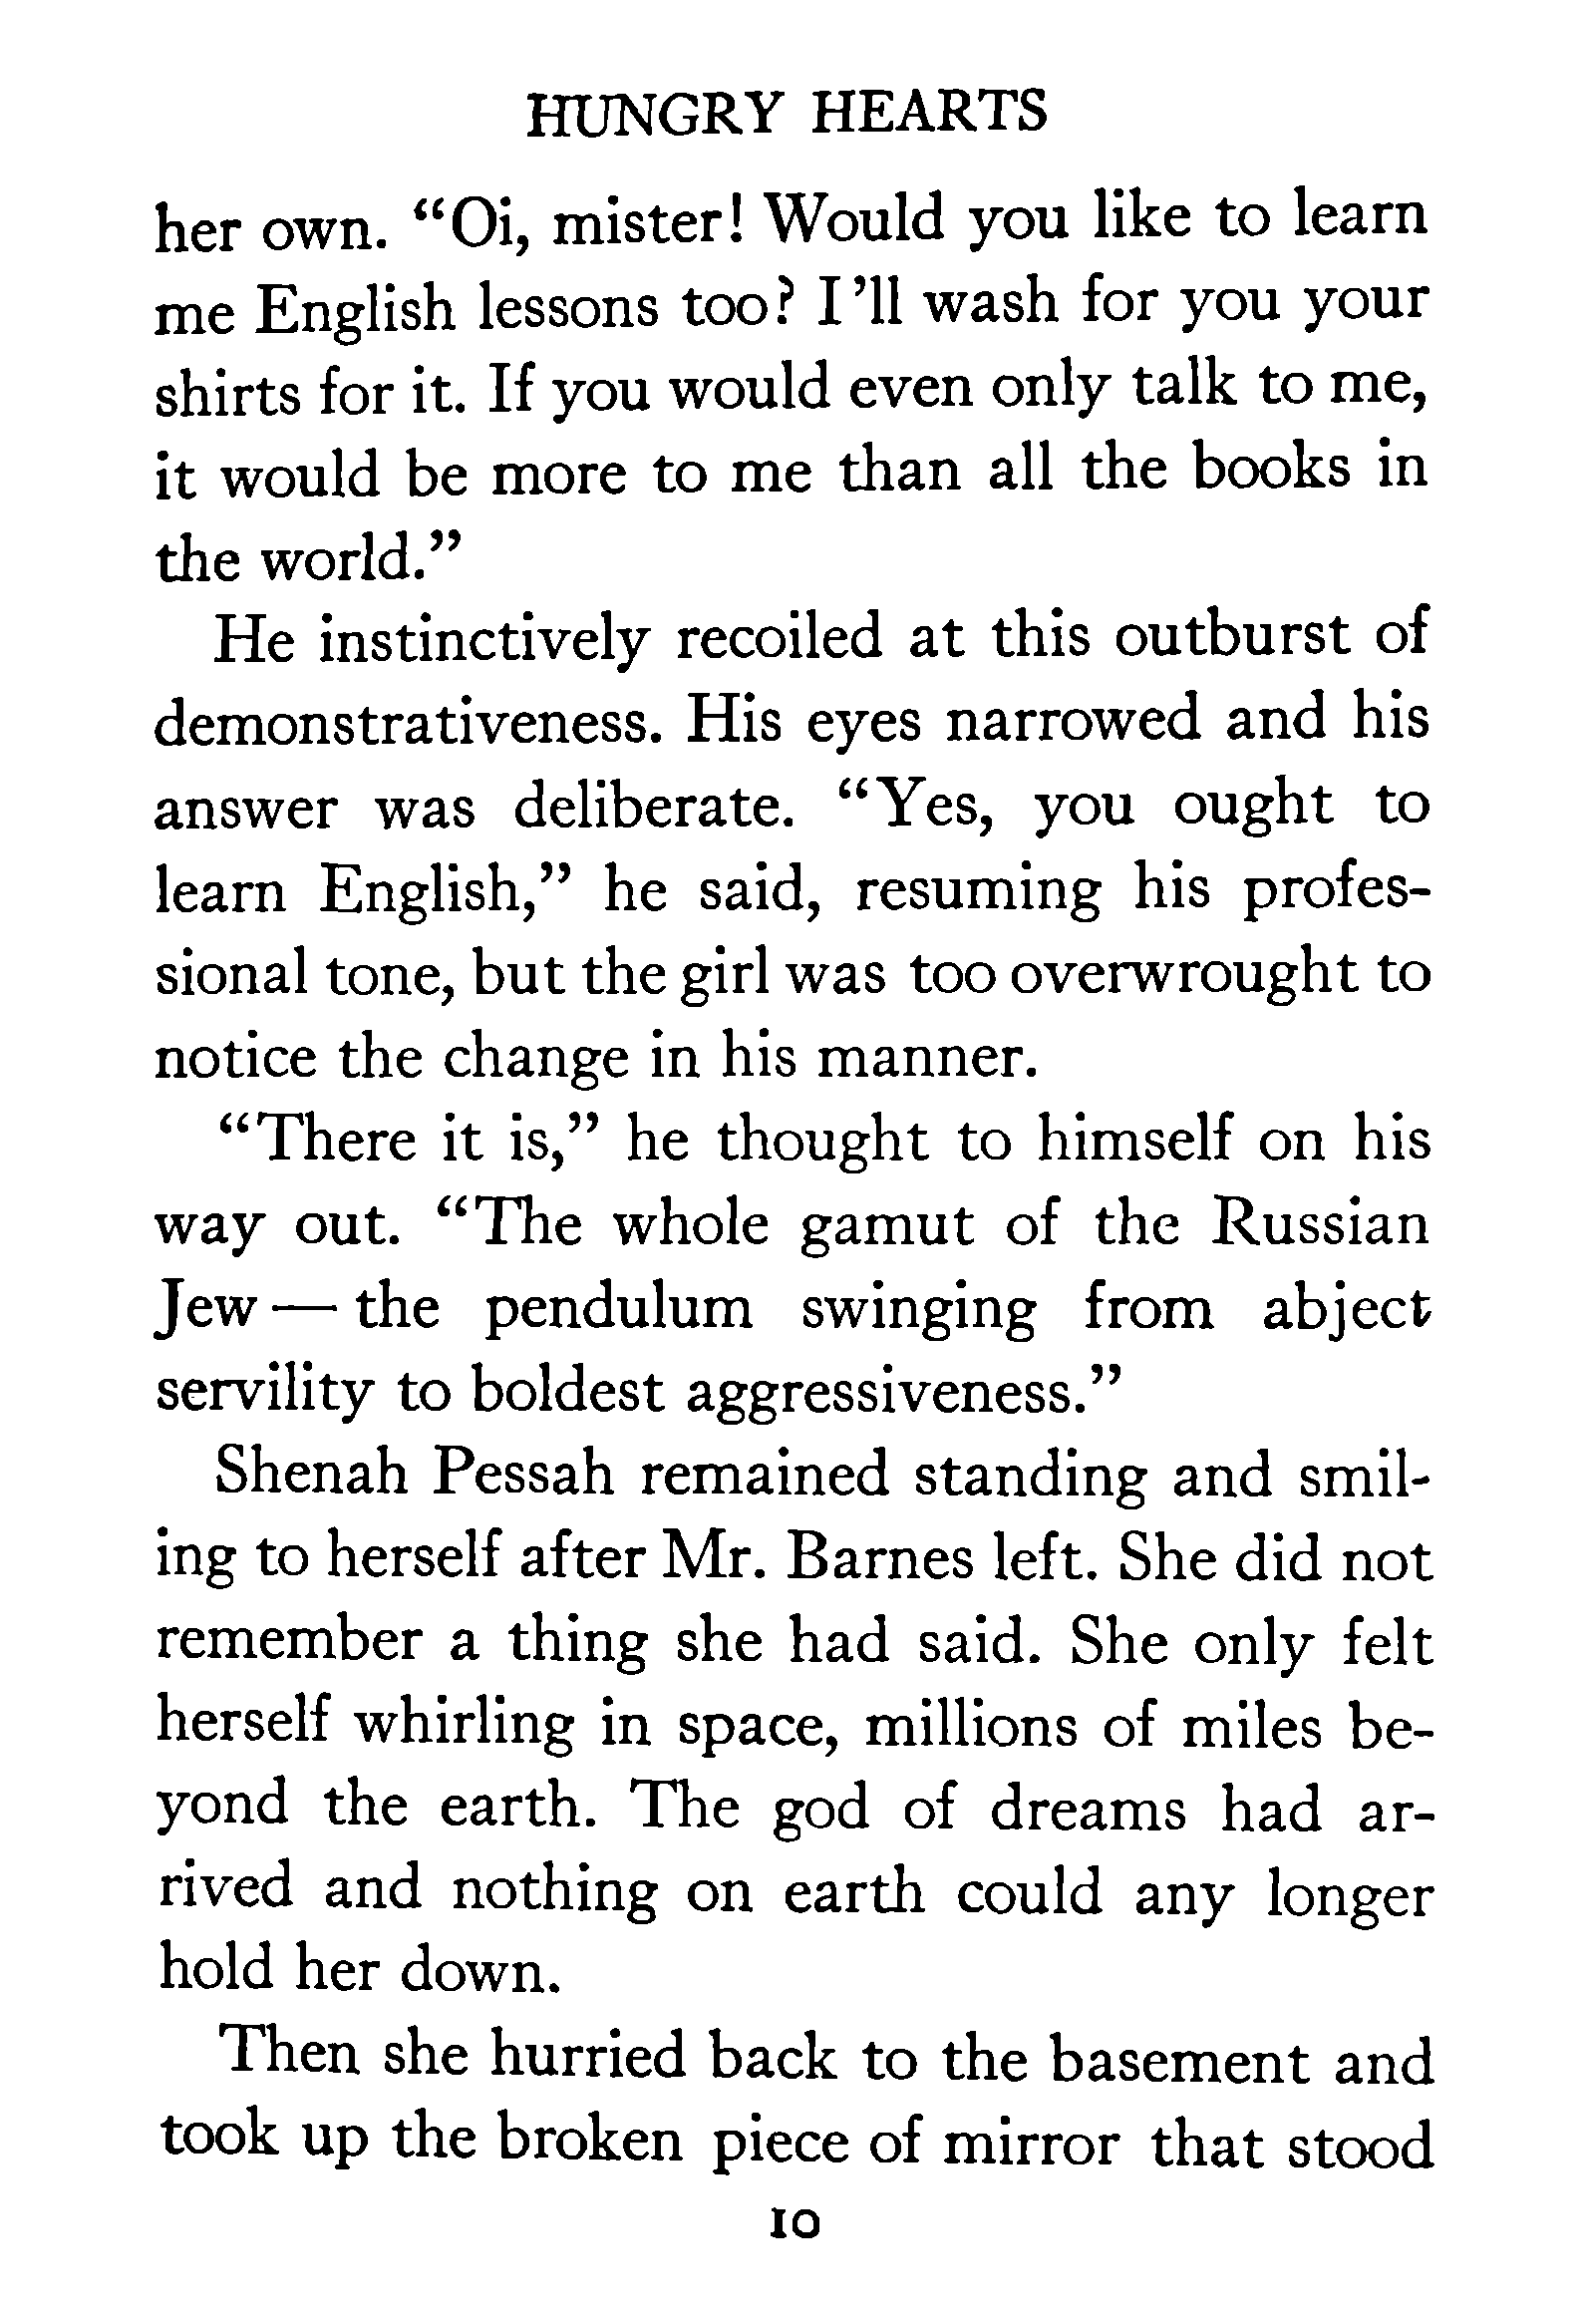 HUNGRY HEARTS
her own. “Oi, mister! Would you like to learn
me English lessons too? I ’ll wash for you your
shirts for it. If you would even only talk to me,
it would be more to me than all the books in
the world.”
He instinctively recoiled at this outburst of
demonstrativeness. His eyes narrowed and his
answer was deliberate. “Yes, you ought to
learn English,” he said, resuming his profes-
sional tone, but the girl was too overwrought to
notice the change in his manner.
“There it is,” he thought to himself on his
way out. “The whole gamut of the Russian
Jew — the pendulum swinging from abject
servility to boldest aggressiveness.”
Shenah Pessah remained standing and smil-
ing to herself after Mr. Barnes left. She did not
remember a thing she had said. She only felt
herself whirling in space, millions of miles be-
yond the earth. The god of dreams had ar-
rived and nothing on earth could any longer
hold her down.
Then she hurried back to the basement and
took up the broken piece of mirror that stood
10